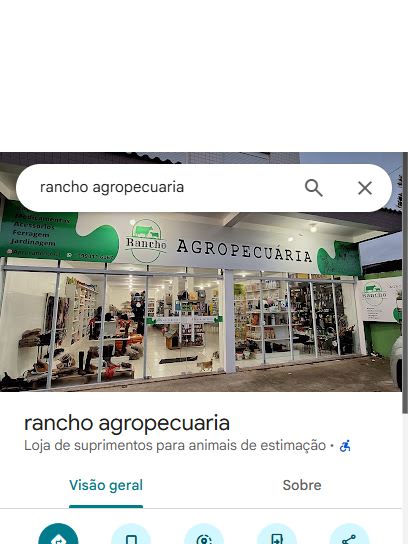 rancho agropecuaria
Medicamentos
Acessórios
Ferragem
Jardinagem
Rancho
AGROPECUÁRIA
Rancho
rancho agropecuaria
Loja de suprimentos para animais de estimação ·
Visão geral
Sobre